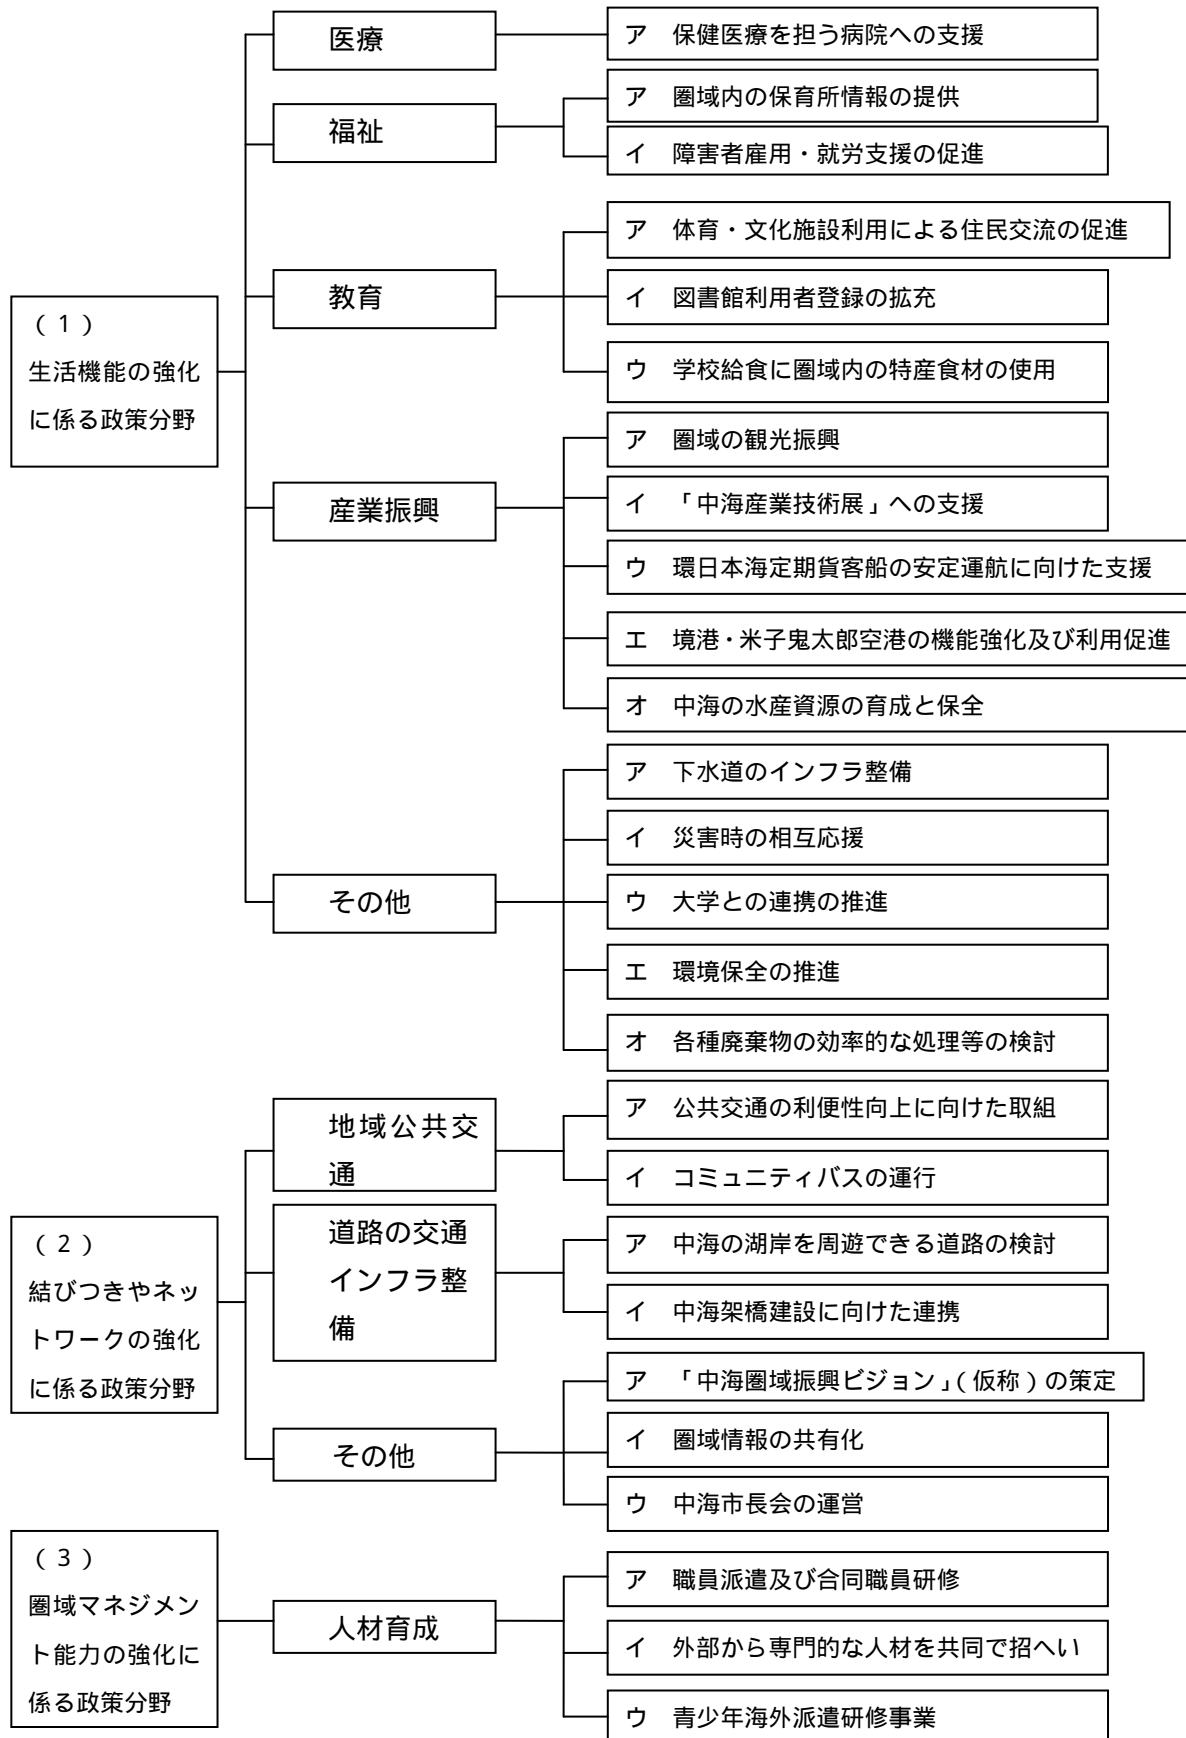 医療
ア 保健医療を担う病院への支援
福祉
ア 圏域内の保育所情報の提供
イ 障害者雇用・就労支援の促進
(1)
生活機能の強化
に係る政策分野
教育
ア 体育・文化施設利用による住民交流の促進
イ 図書館利用者登録の拡充
ウ 学校給食に圏域内の特産食材の使用
産業振興
ア 圏域の観光振興
イ 「中海産業技術展」への支援
ウ 環日本海定期貨客船の安定運航に向けた支援
エ 境港・米子鬼太郎空港の機能強化及び利用促進
オ 中海の水産資源の育成と保全
その他
ア 下水道のインフラ整備
イ 災害時の相互応援
ウ 大学との連携の推進
エ 環境保全の推進
オ 各種廃棄物の効率的な処理等の検討
(2)
結びつきやネッ
トワークの強化
に係る政策分野
地域公共交
通
ア 公共交通の利便性向上に向けた取組
イ コミュニティバスの運行
道路の交通
インフラ整
備
ア 中海の湖岸を周遊できる道路の検討
イ 中海架橋建設に向けた連携
その他
ア 「中海圏域振興ビジョン」(仮称)の策定
イ 圏域情報の共有化
ウ 中海市長会の運営
(3)
圏域マネジメン
ト能力の強化に
係る政策分野
人材育成
ア 職員派遣及び合同職員研修
イ 外部から専門的な人材を共同で招へい
ウ 青少年海外派遣研修事業